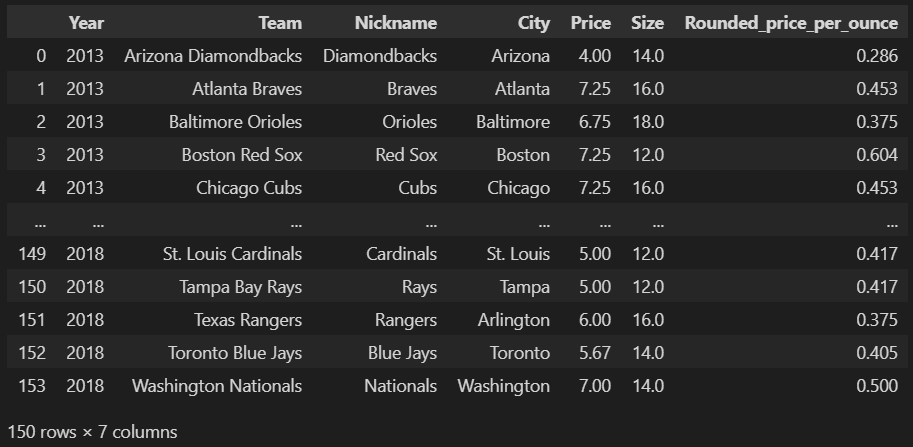 Year Team Nickname City Price Size Rounded_price_per_ounce
0 2013 Arizona Diamondbacks Diamondbacks Arizona 4.00 14.0 0.286
1 2013 Atlanta Braves Braves Atlanta 7.25 16.0 0.453
2 2013 Baltimore Orioles Orioles Baltimore 6.75 18.0 0.375
3 2013 Boston Red Sox Red Sox Boston 7.25 12.0 0.604
4 2013 Chicago Cubs Cubs Chicago 7.25 16.0 0.453
... ... ... ... ... ... ... ...
149 2018 St. Louis Cardinals Cardinals St. Louis 5.00 12.0 0.417
150 2018 Tampa Bay Rays Rays Tampa 5.00 12.0 0.417
151 2018 Texas Rangers Rangers Arlington 6.00 16.0 0.375
152 2018 Toronto Blue Jays Blue Jays Toronto 5.67 14.0 0.405
153 2018 Washington Nationals Nationals Washington 7.00 14.0 0.500
150 rows × 7 columns